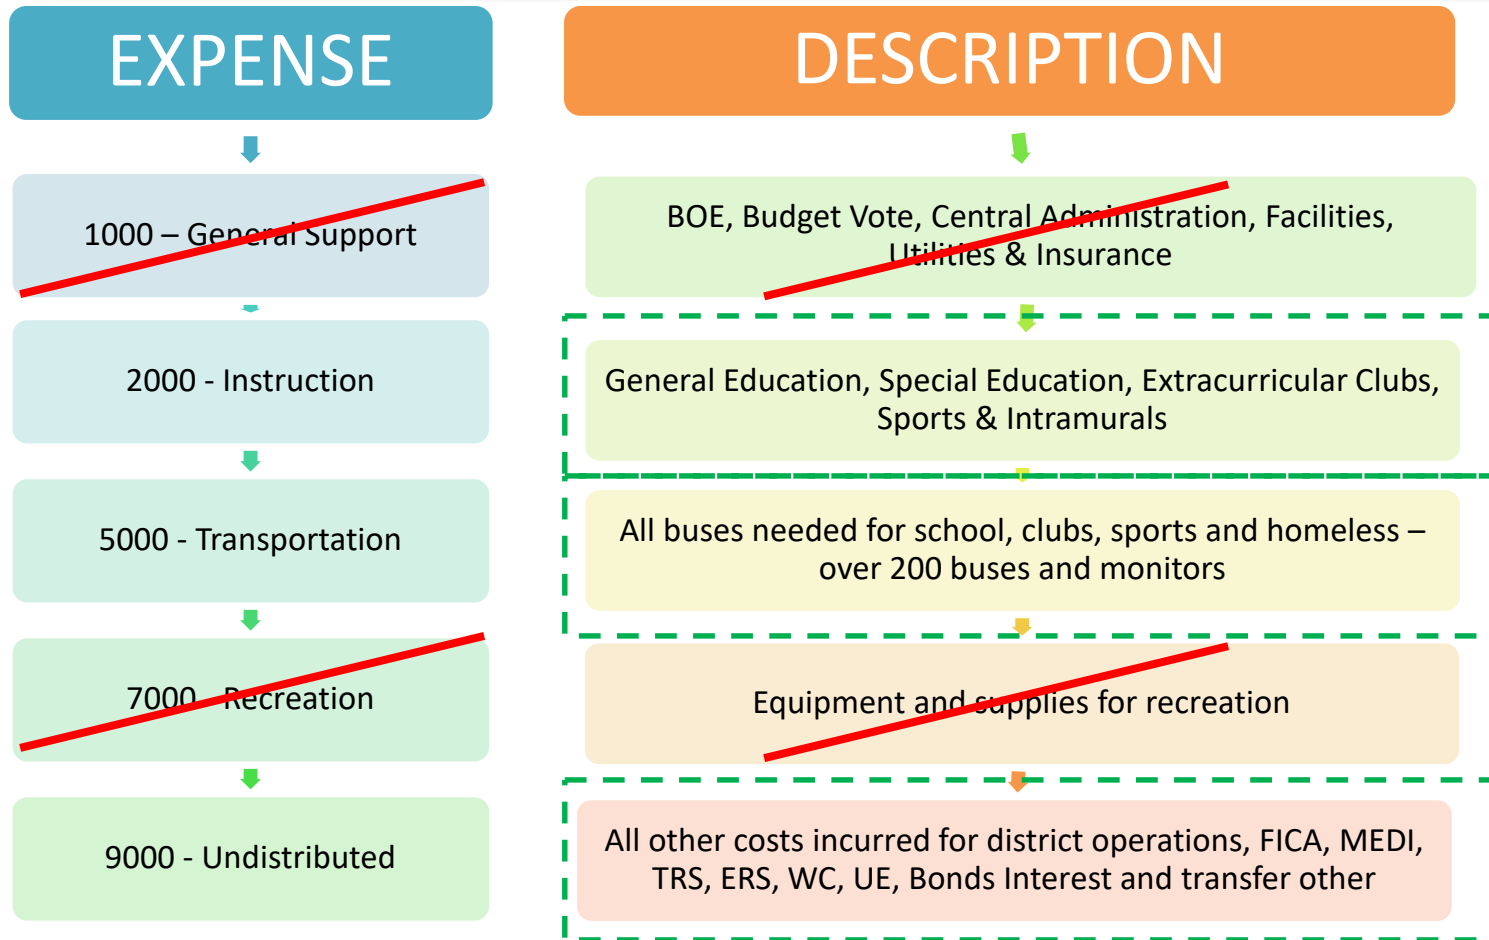 EXPENSE
DESCRIPTION
1000 – General Support
BOE, Budget Vote, Central Administration, Facilities,
Utilities & Insurance
2000 - Instruction
General Education, Special Education, Extracurricular Clubs,
Sports & Intramurals
5000 - Transportation
All buses needed for school, clubs, sports and homeless –
over 200 buses and monitors
7000 - Recreation
Equipment and supplies for recreation
9000 - Undistributed
All other costs incurred for district operations, FICA, MEDI,
TRS, ERS, WC, UE, Bonds Interest and transfer other